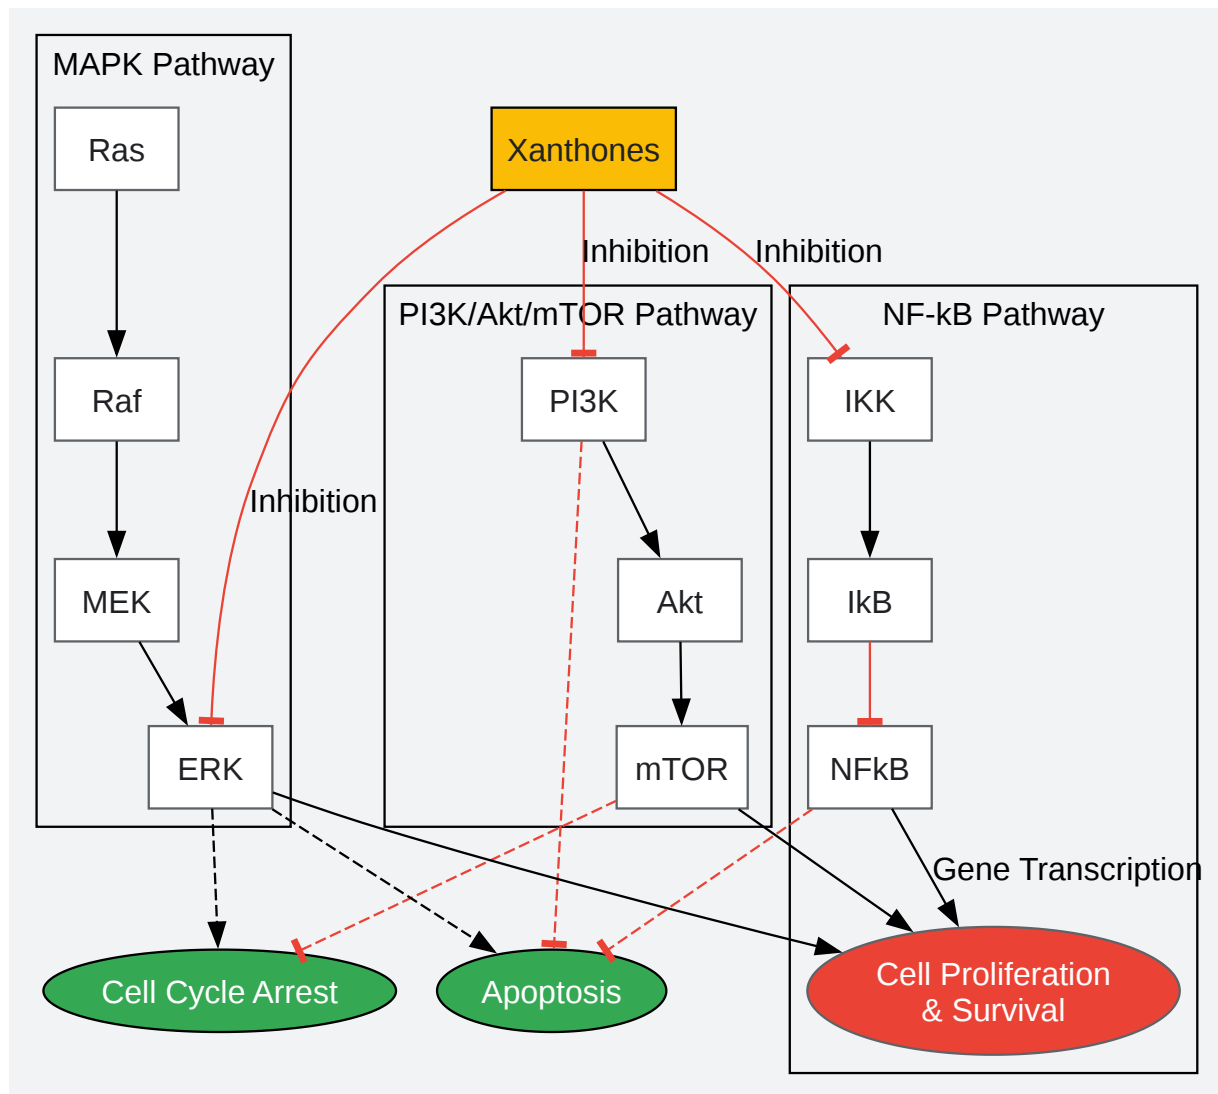 MAPK Pathway
Ras
Xanthones
Inhibition
Inhibition
PI3K/Akt/mTOR Pathway
NF-kB Pathway
Raf
PI3K
IKK
Inhibition
MEK
Akt
IkB
ERK
mTOR
NFkB
Gene Transcription
Cell Cycle Arrest
Apoptosis
Cell Proliferation
& Survival